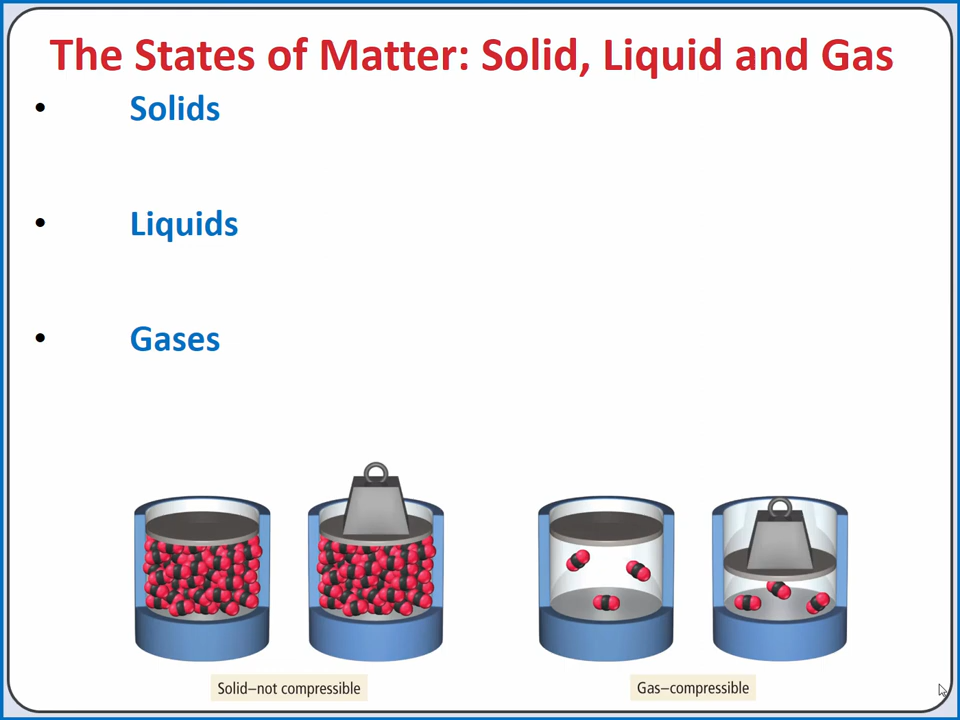 The States of Matter: Solid, Liquid and Gas
• Solids
• Liquids
• Gases
Solid–not compressible
Gas–compressible